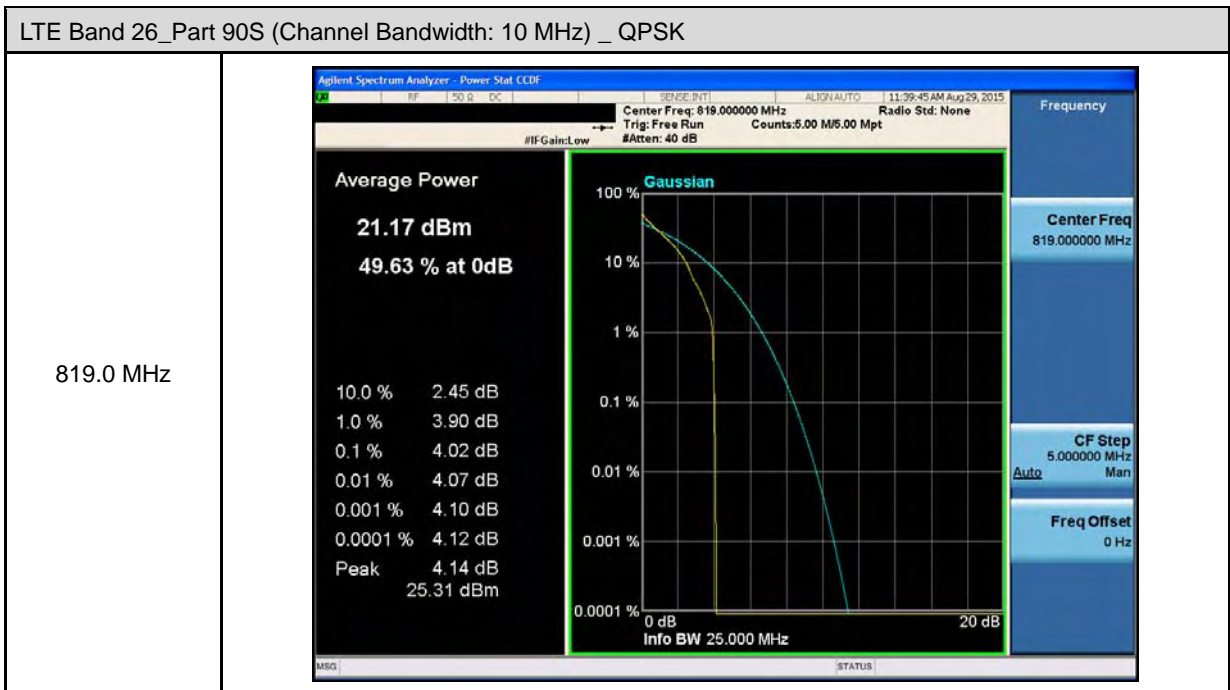 LTE Band 26_Part 90S (Channel Bandwidth: 10 MHz) _ QPSK
819.0 MHz
Agilent Spectrum Analyzer - Power Stat CCDF
RF 50 Ω DC SENSE:INT ALIGN AUTO 11:39:45 AM Aug 29, 2015
Center Freq: 819.000000 MHz Radio Std: None
Trig: Free Run Counts:5.00 M/5.00 Mpt
#IFGain:Low #Atten: 40 dB
Average Power
21.17 dBm
49.63 % at 0dB
10.0 % 2.45 dB
1.0 % 3.90 dB
0.1 % 4.02 dB
0.01 % 4.07 dB
0.001 % 4.10 dB
0.0001 % 4.12 dB
Peak 4.14 dB
25.31 dBm
Gaussian
100 %
10 %
1 %
0.1 %
0.01 %
0.001 %
0.0001 %
0 dB 20 dB
Info BW 25.000 MHz
Frequency
Center Freq
819.000000 MHz
CF Step
5.000000 MHz
Auto Man
Freq Offset
0 Hz
MSG STATUS